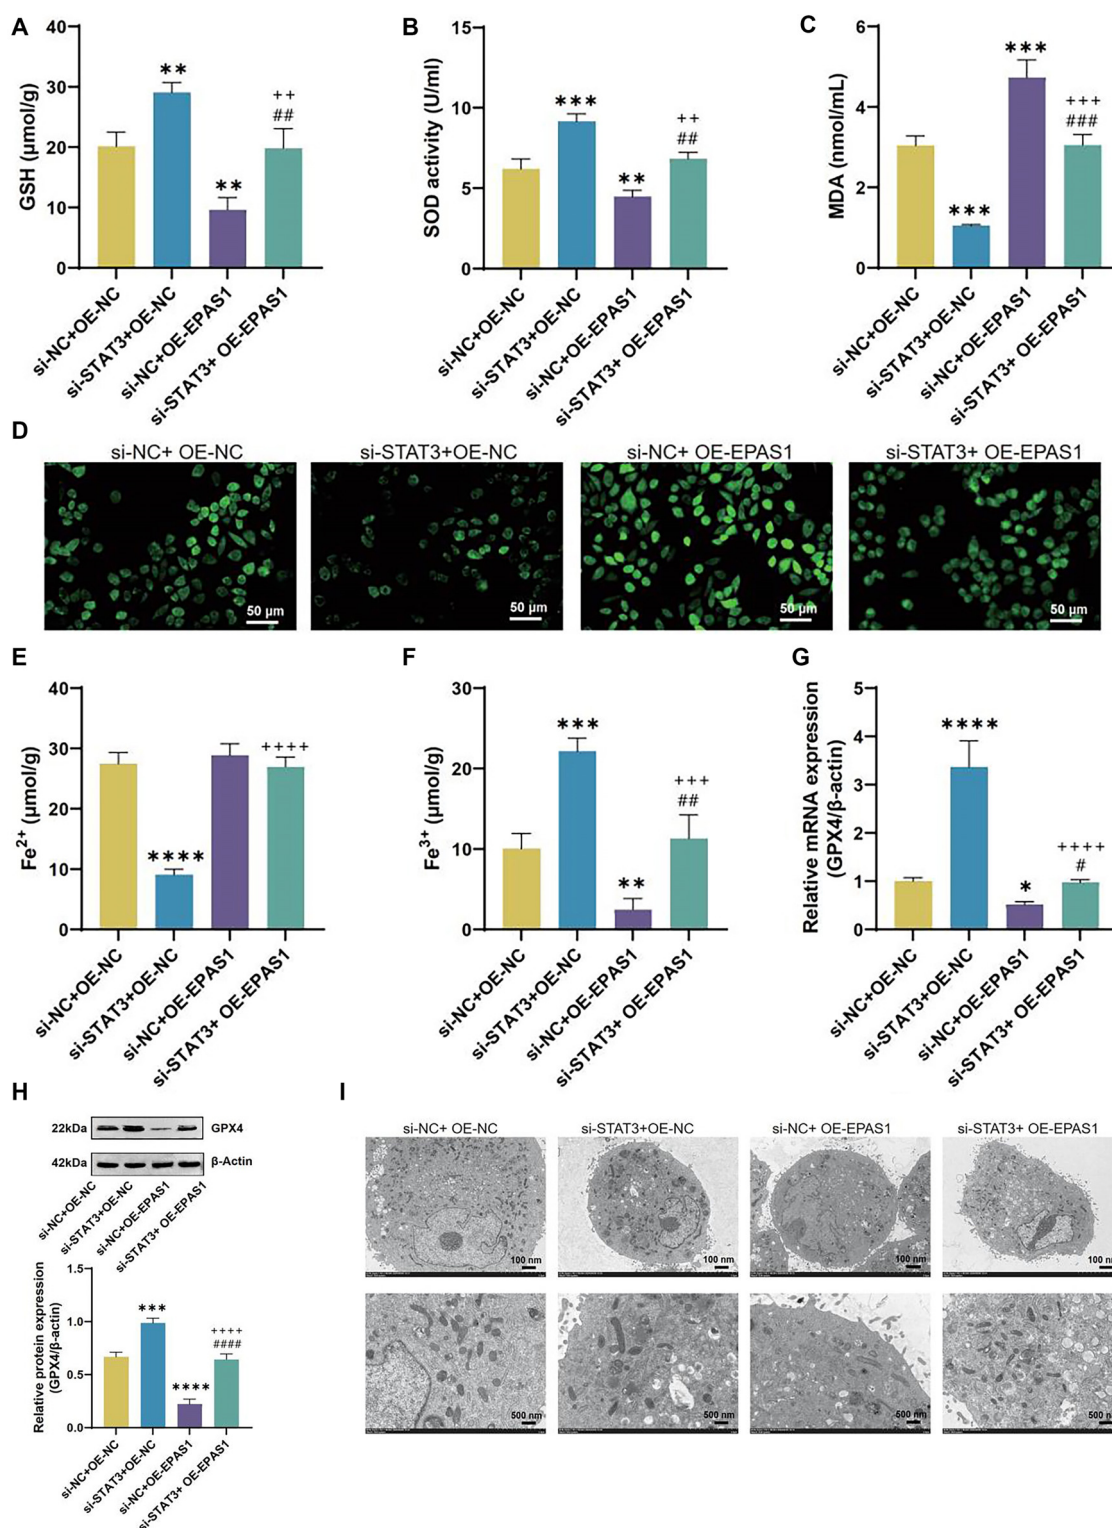 A
GSH (μmol/g)
40
30
20
10
0
**
**
++
##
si-NC+OE-NC
si-STAT3+OE-NC
si-NC+OE-EPAS1
si-STAT3+ OE-EPAS1
B
SOD activity (U/ml)
15
10
5
0
***
**
++
##
si-NC+OE-NC
si-STAT3+OE-NC
si-NC+OE-EPAS1
si-STAT3+ OE-EPAS1
C
MDA (nmol/mL)
6
4
2
0
***
***
+++
###
si-NC+OE-NC
si-STAT3+OE-NC
si-NC+OE-EPAS1
si-STAT3+ OE-EPAS1
D
si-NC+ OE-NC
si-STAT3+OE-NC
si-NC+ OE-EPAS1
si-STAT3+ OE-EPAS1
50 μm
50 μm
50 μm
50 μm
E
Fe2+ (μmol/g)
40
30
20
10
0
****
++++
si-NC+OE-NC
si-STAT3+OE-NC
si-NC+OE-EPAS1
si-STAT3+ OE-EPAS1
F
Fe3+ (μmol/g)
30
20
10
0
***
**
+++
##
si-NC+OE-NC
si-STAT3+OE-NC
si-NC+OE-EPAS1
si-STAT3+ OE-EPAS1
G
Relative mRNA expression
(GPX4/β-actin)
5
4
3
2
1
0
****
*
++++
#
si-NC+OE-NC
si-STAT3+OE-NC
si-NC+OE-EPAS1
si-STAT3+ OE-EPAS1
H
22kDa
GPX4
42kDa
β-Actin
si-NC+OE-NC
si-STAT3+OE-NC
si-NC+OE-EPAS1
si-STAT3+ OE-EPAS1
Relative protein expression
(GPX4/β-actin)
1.5
1.0
0.5
0.0
***
****
++++
####
si-NC+OE-NC
si-STAT3+OE-NC
si-NC+OE-EPAS1
si-STAT3+ OE-EPAS1
I
si-NC+ OE-NC
si-STAT3+OE-NC
si-NC+ OE-EPAS1
si-STAT3+ OE-EPAS1
100 nm
100 nm
100 nm
100 nm
500 nm
500 nm
500 nm
500 nm